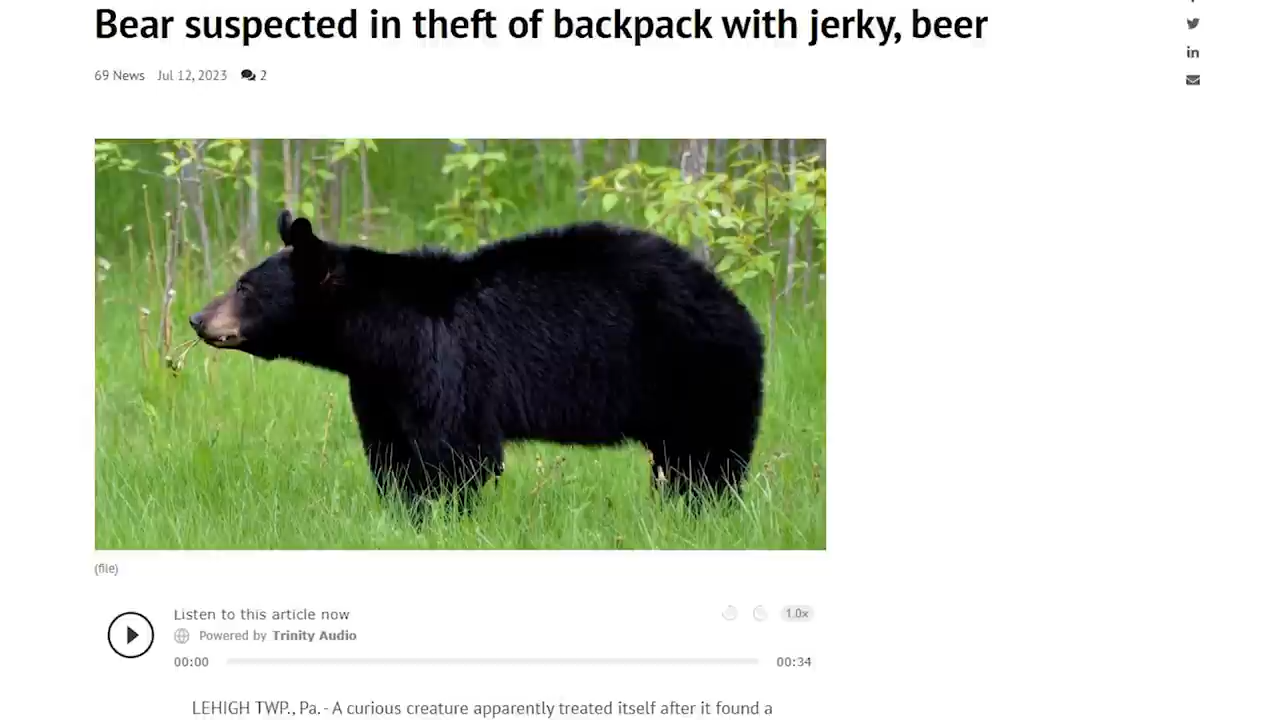 Bear suspected in theft of backpack with jerky, beer
69 News Jul 12, 2023 2
in
(file)
Listen to this article now
1.0x
Powered by Trinity Audio
00:00
00:34
LEHIGH TWP., Pa. - A curious creature apparently treated itself after it found a